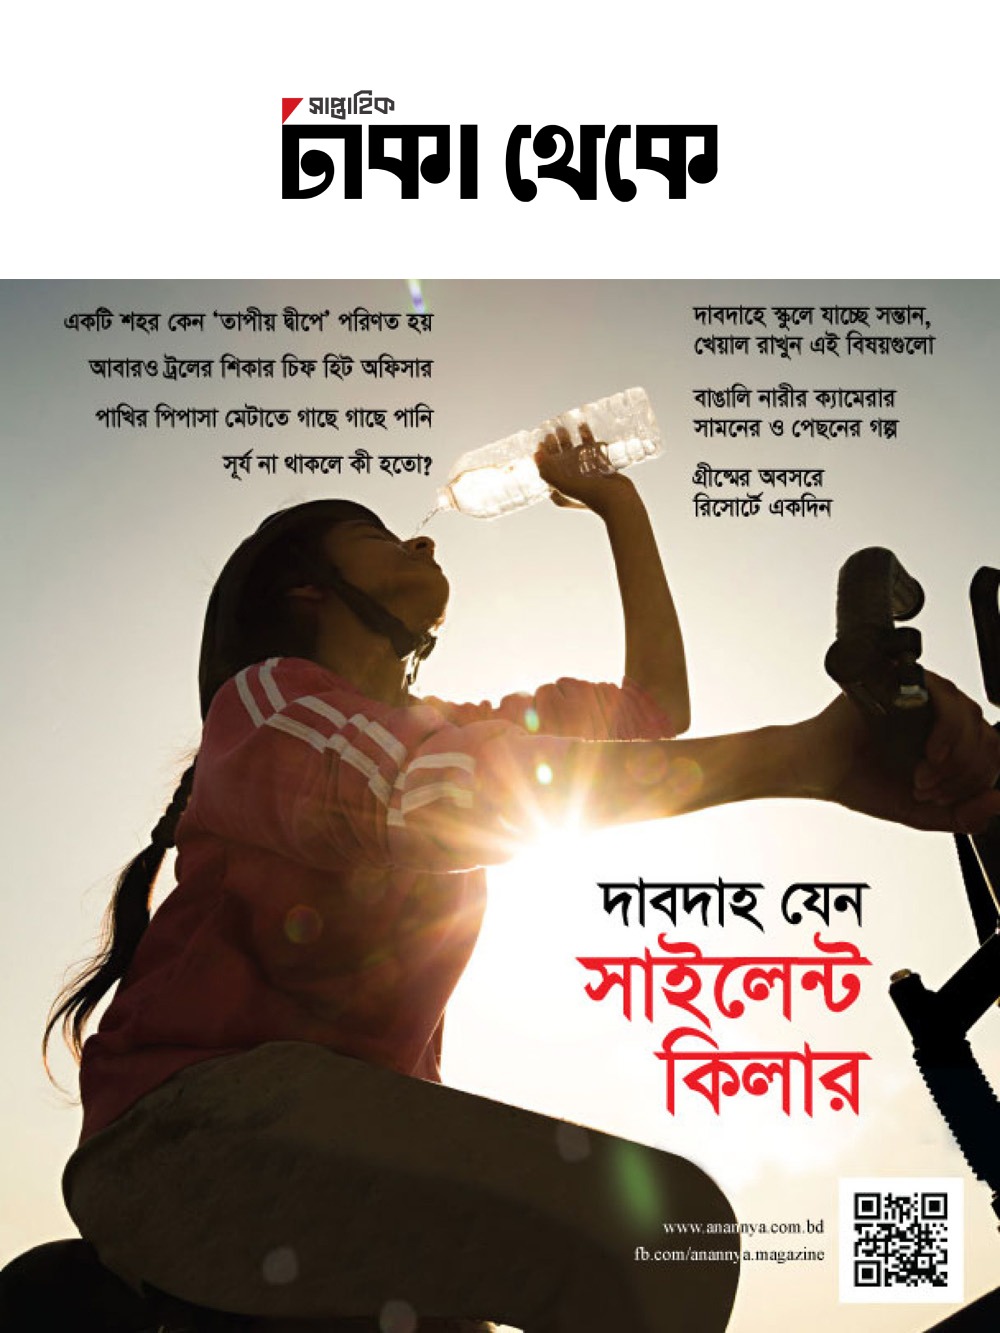 সাপ্তাহিক
ঢাকা থেকে
একটি শহর কেন ‘তাপীয় দ্বীপে’ পরিণত হয়
আবারও ট্রলের শিকার চিফ হিট অফিসার
পাখির পিপাসা মেটাতে গাছে গাছে পানি
সূর্য না থাকলে কী হতো?
দাবদাহে স্কুলে যাচ্ছে সন্তান,
খেয়াল রাখুন এই বিষয়গুলো
বাঙালি নারীর ক্যামেরার
সামনের ও পেছনের গল্প
গ্রীষ্মের অবসরে
রিসোর্টে একদিন
দাবদাহ যেন
সাইলেন্ট
কিলার
www.anannya.com.bd
fb.com/anannya.magazine